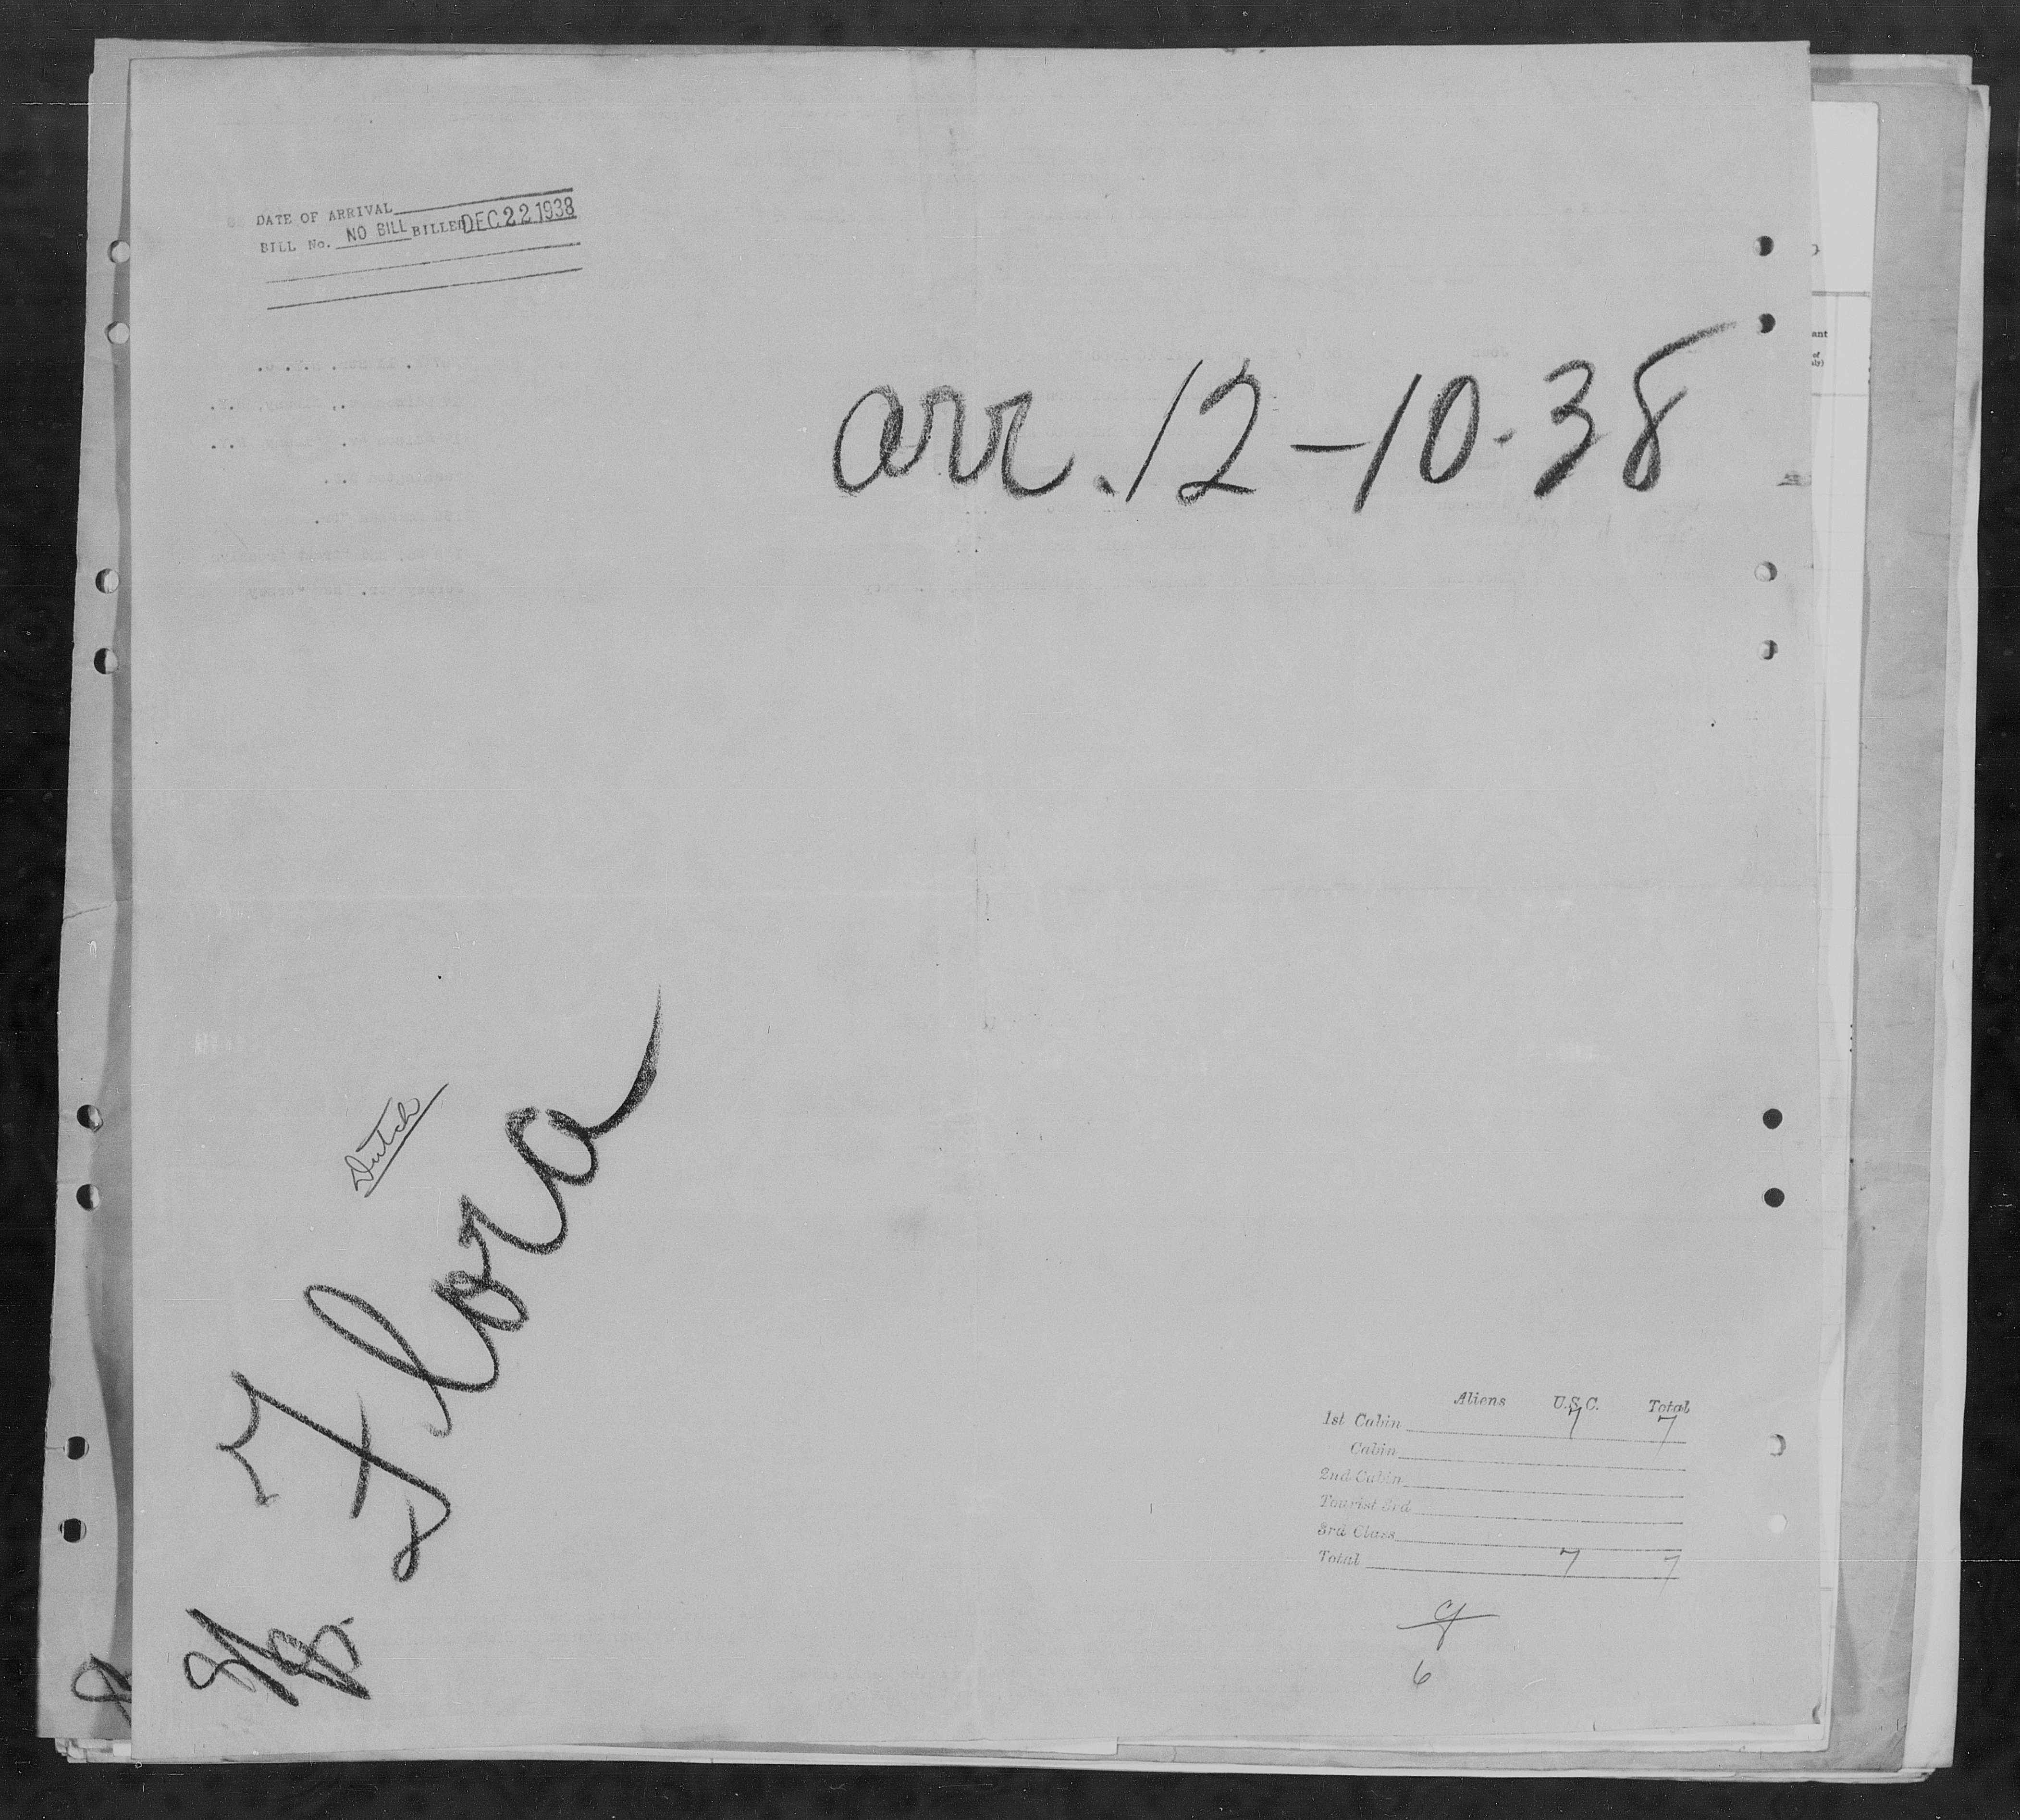 DATE OF ARRIVAL
BILL No. NO BILL BILLED DEC 22 1938
arr. 12-10-38
Dutch
S/S Flora
Aliens U.S.C. Total
1st Cabin 7 7
Cabin
2nd Cabin
Tourist 3rd
3rd Class
Total 7 7
6